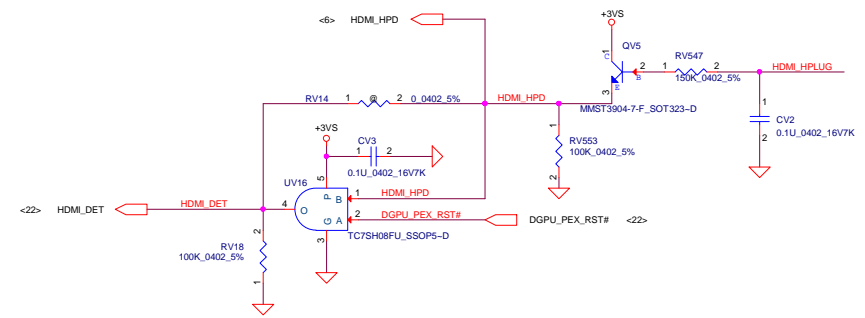 +3VS
<6> HDMI_HPD
1
C
QV5
RV547
HDMI_HPLUG
2
B
1
2
150K_0402_5%
E
3
RV14
1
@
2
0_0402_5%
HDMI_HPD
MMST3904-7-F_SOT323~D
1
CV2
2
0.1U_0402_16V7K
+3VS
CV3
1
2
0.1U_0402_16V7K
1
RV553
100K_0402_5%
2
UV16
5
P
B
1
HDMI_HPD
<22> HDMI_DET
HDMI_DET
4
O
G
A
2
DGPU_PEX_RST#
DGPU_PEX_RST# <22>
3
TC7SH08FU_SSOP5~D
2
RV18
100K_0402_5%
1